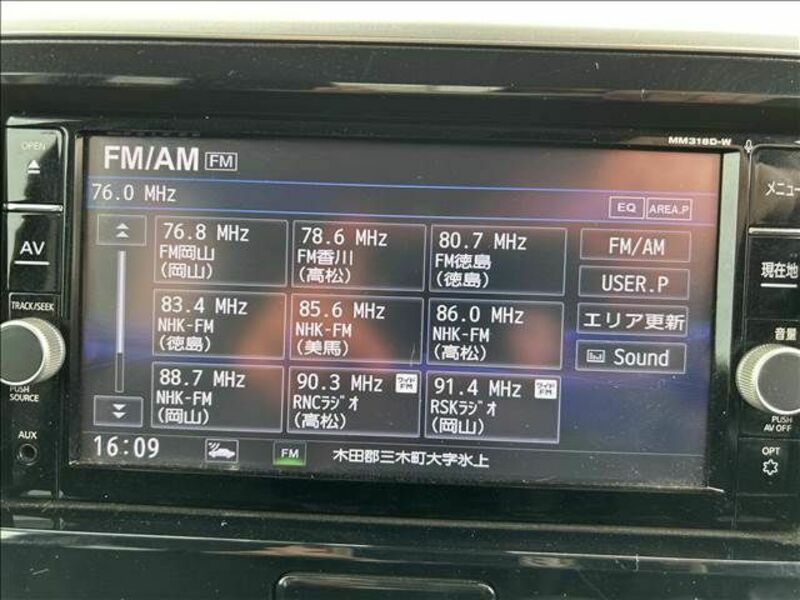 MM318D-W
OPEN
AV
TRACK/SEEK
PUSH
SOURCE
AUX
FM/AM FM
76.0 MHz
EQ AREA.P
76.8 MHz
FM岡山
(岡山)
78.6 MHz
FM香川
(高松)
80.7 MHz
FM徳島
(徳島)
83.4 MHz
NHK-FM
(徳島)
85.6 MHz
NHK-FM
(美馬)
86.0 MHz
NHK-FM
(高松)
88.7 MHz
NHK-FM
(岡山)
90.3 MHz ワイドFM
RNCラジオ
(高松)
91.4 MHz ワイドFM
RSKラジオ
(岡山)
FM/AM
USER.P
エリア更新
Sound
16:09
FM
木田郡三木町大字氷上
メニュー
現在地
音量
PUSH
AV OFF
OPT